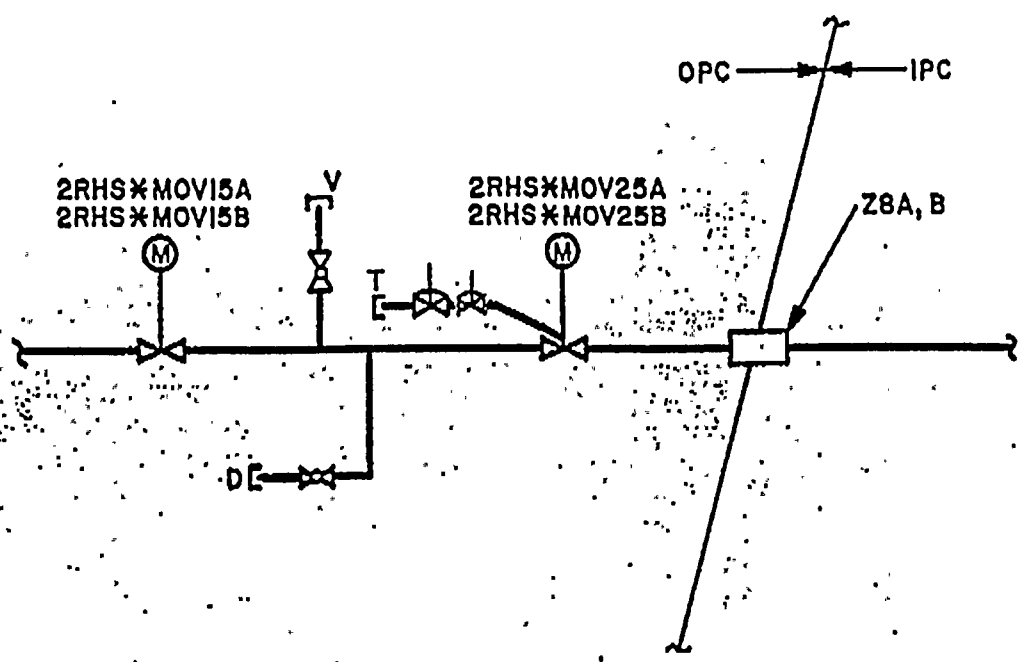 OPC IPC
2RHS*MOV15A
2RHS*MOV15B
M
V
2RHS*MOV25A
2RHS*MOV25B
M
Z8A, B
T
D